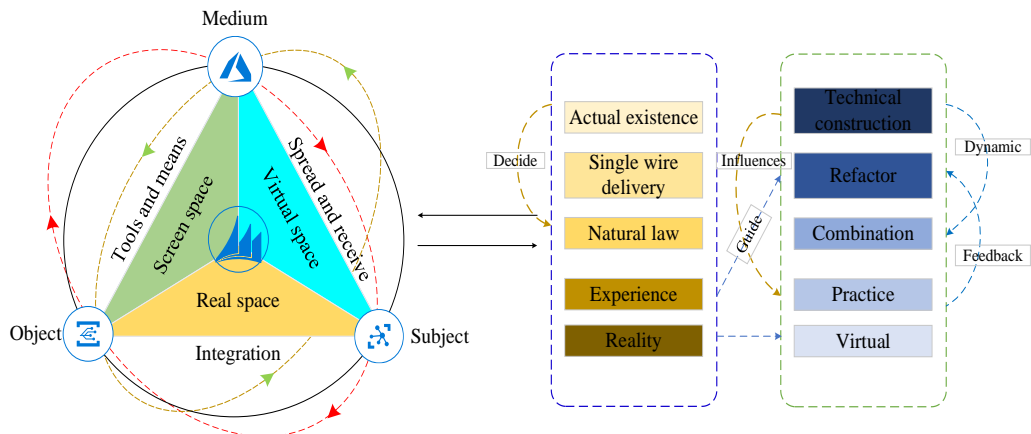 Medium
Tools and means
Screen space
Spread and receive
Virtual space
Real space
Object
Subject
Integration
Actual existence
Decide
Single wire
delivery
Natural law
Experience
Reality
Influences
Guide
Technical
construction
Refactor
Combination
Practice
Virtual
Dynamic
Feedback